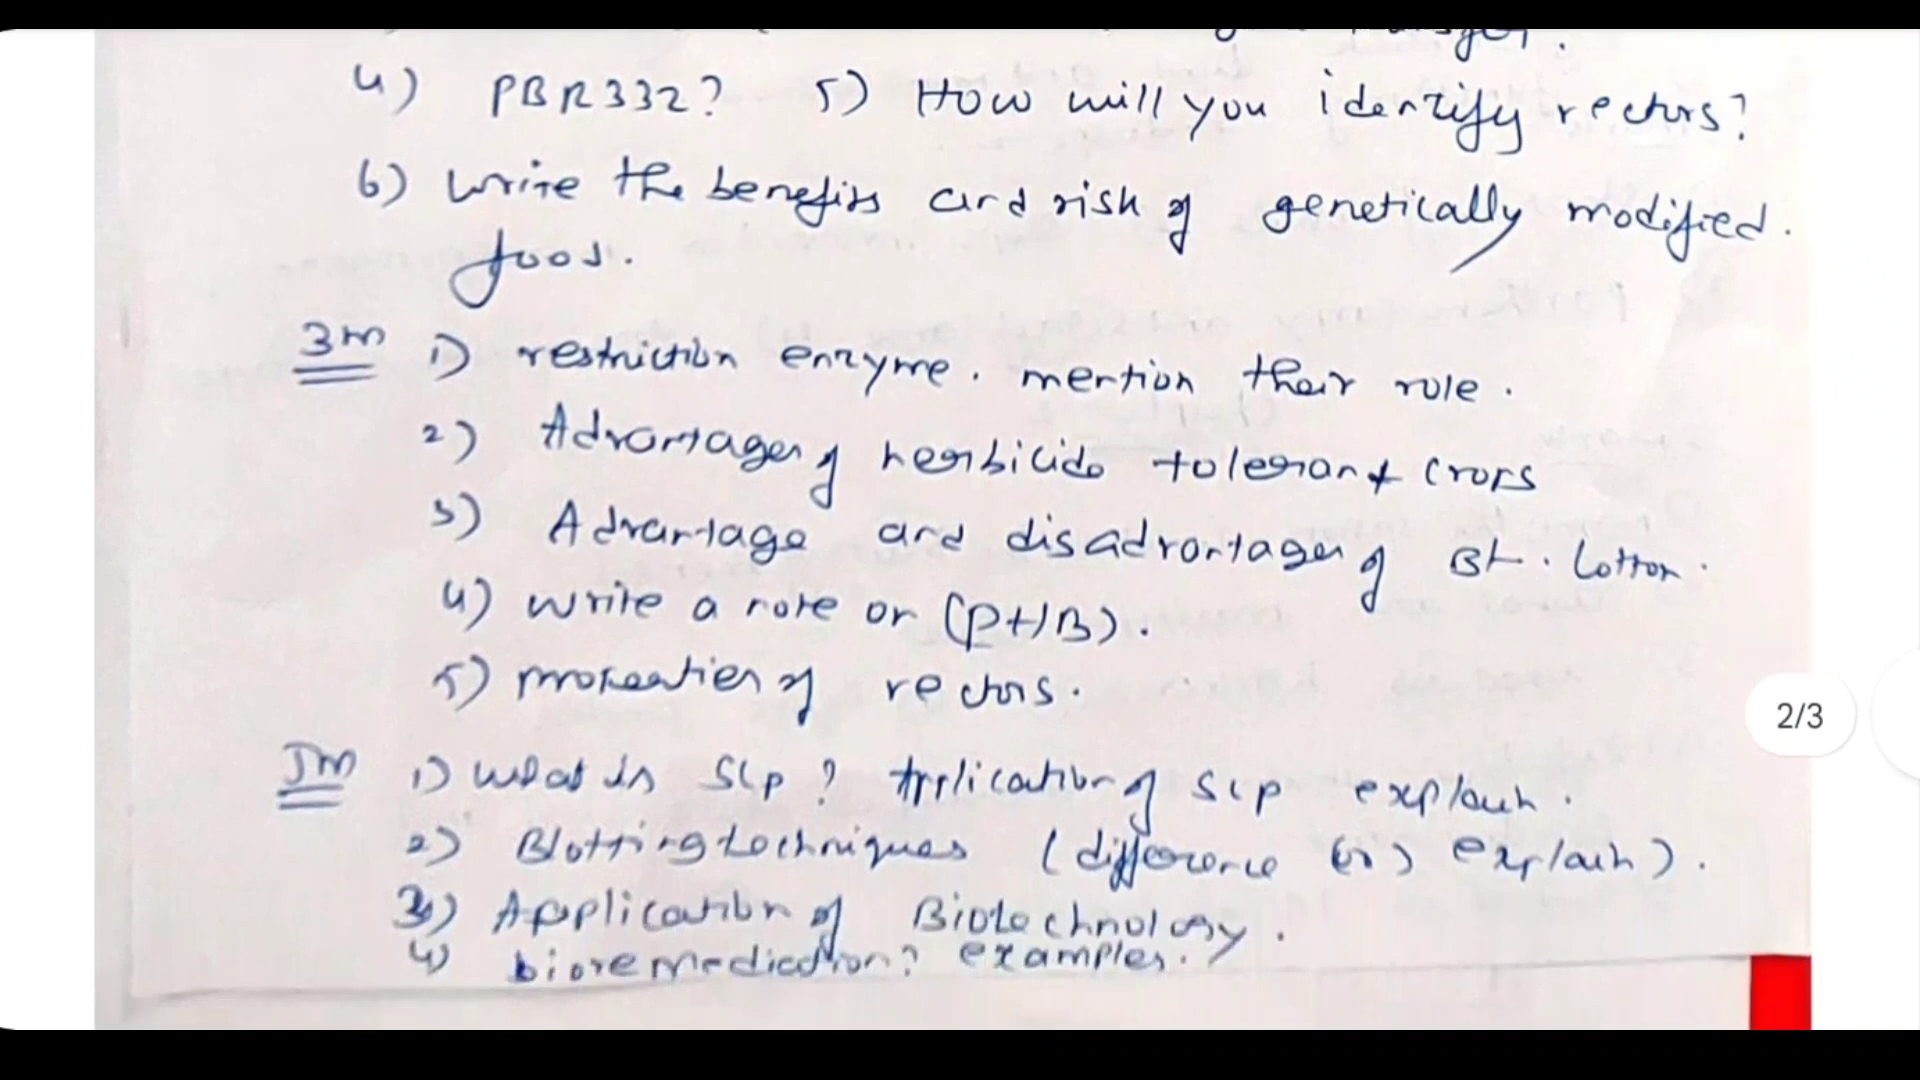 4) PBR332? 5) How will you identify vectors?
6) Write the benefits and risk of genetically modified.
food.
3m 1) restriction enzyme. mention their role.
2) Advantages of herbicide tolerant crops
3) Advantage and disadvantages of Bt. Cotton.
4) Write a note on (PHB).
5) properties of vectors.
5m 1) What is Scp? Application of scp explain.
2) Blotting techniques (difference (or) explain).
3) Application of Biotechnology.
4) bioremediation? examples.
2/3